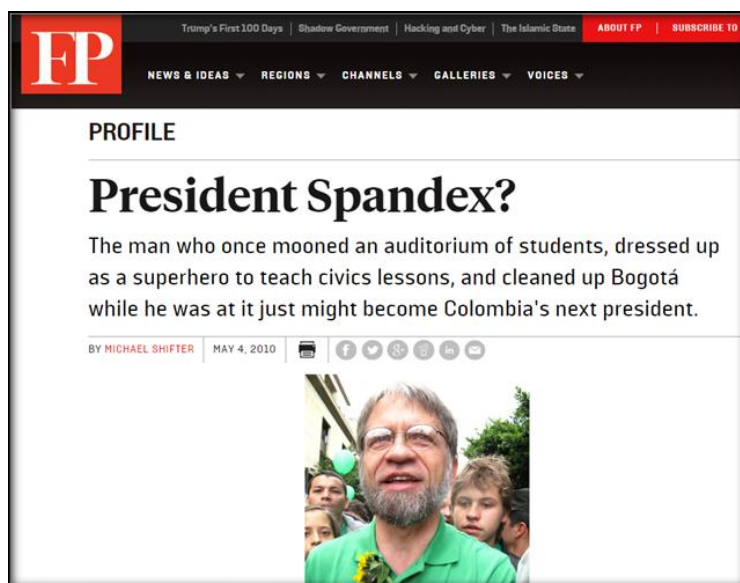 Trump's First 100 Days | Shadow Government | Hacking and Cyber | The Islamic State ABOUT FP | SUBSCRIBE TO
FP
NEWS & IDEAS REGIONS CHANNELS GALLERIES VOICES
PROFILE
President Spandex?
The man who once mooned an auditorium of students, dressed up
as a superhero to teach civics lessons, and cleaned up Bogotá
while he was at it just might become Colombia's next president.
BY MICHAEL SHIFTER | MAY 4, 2010